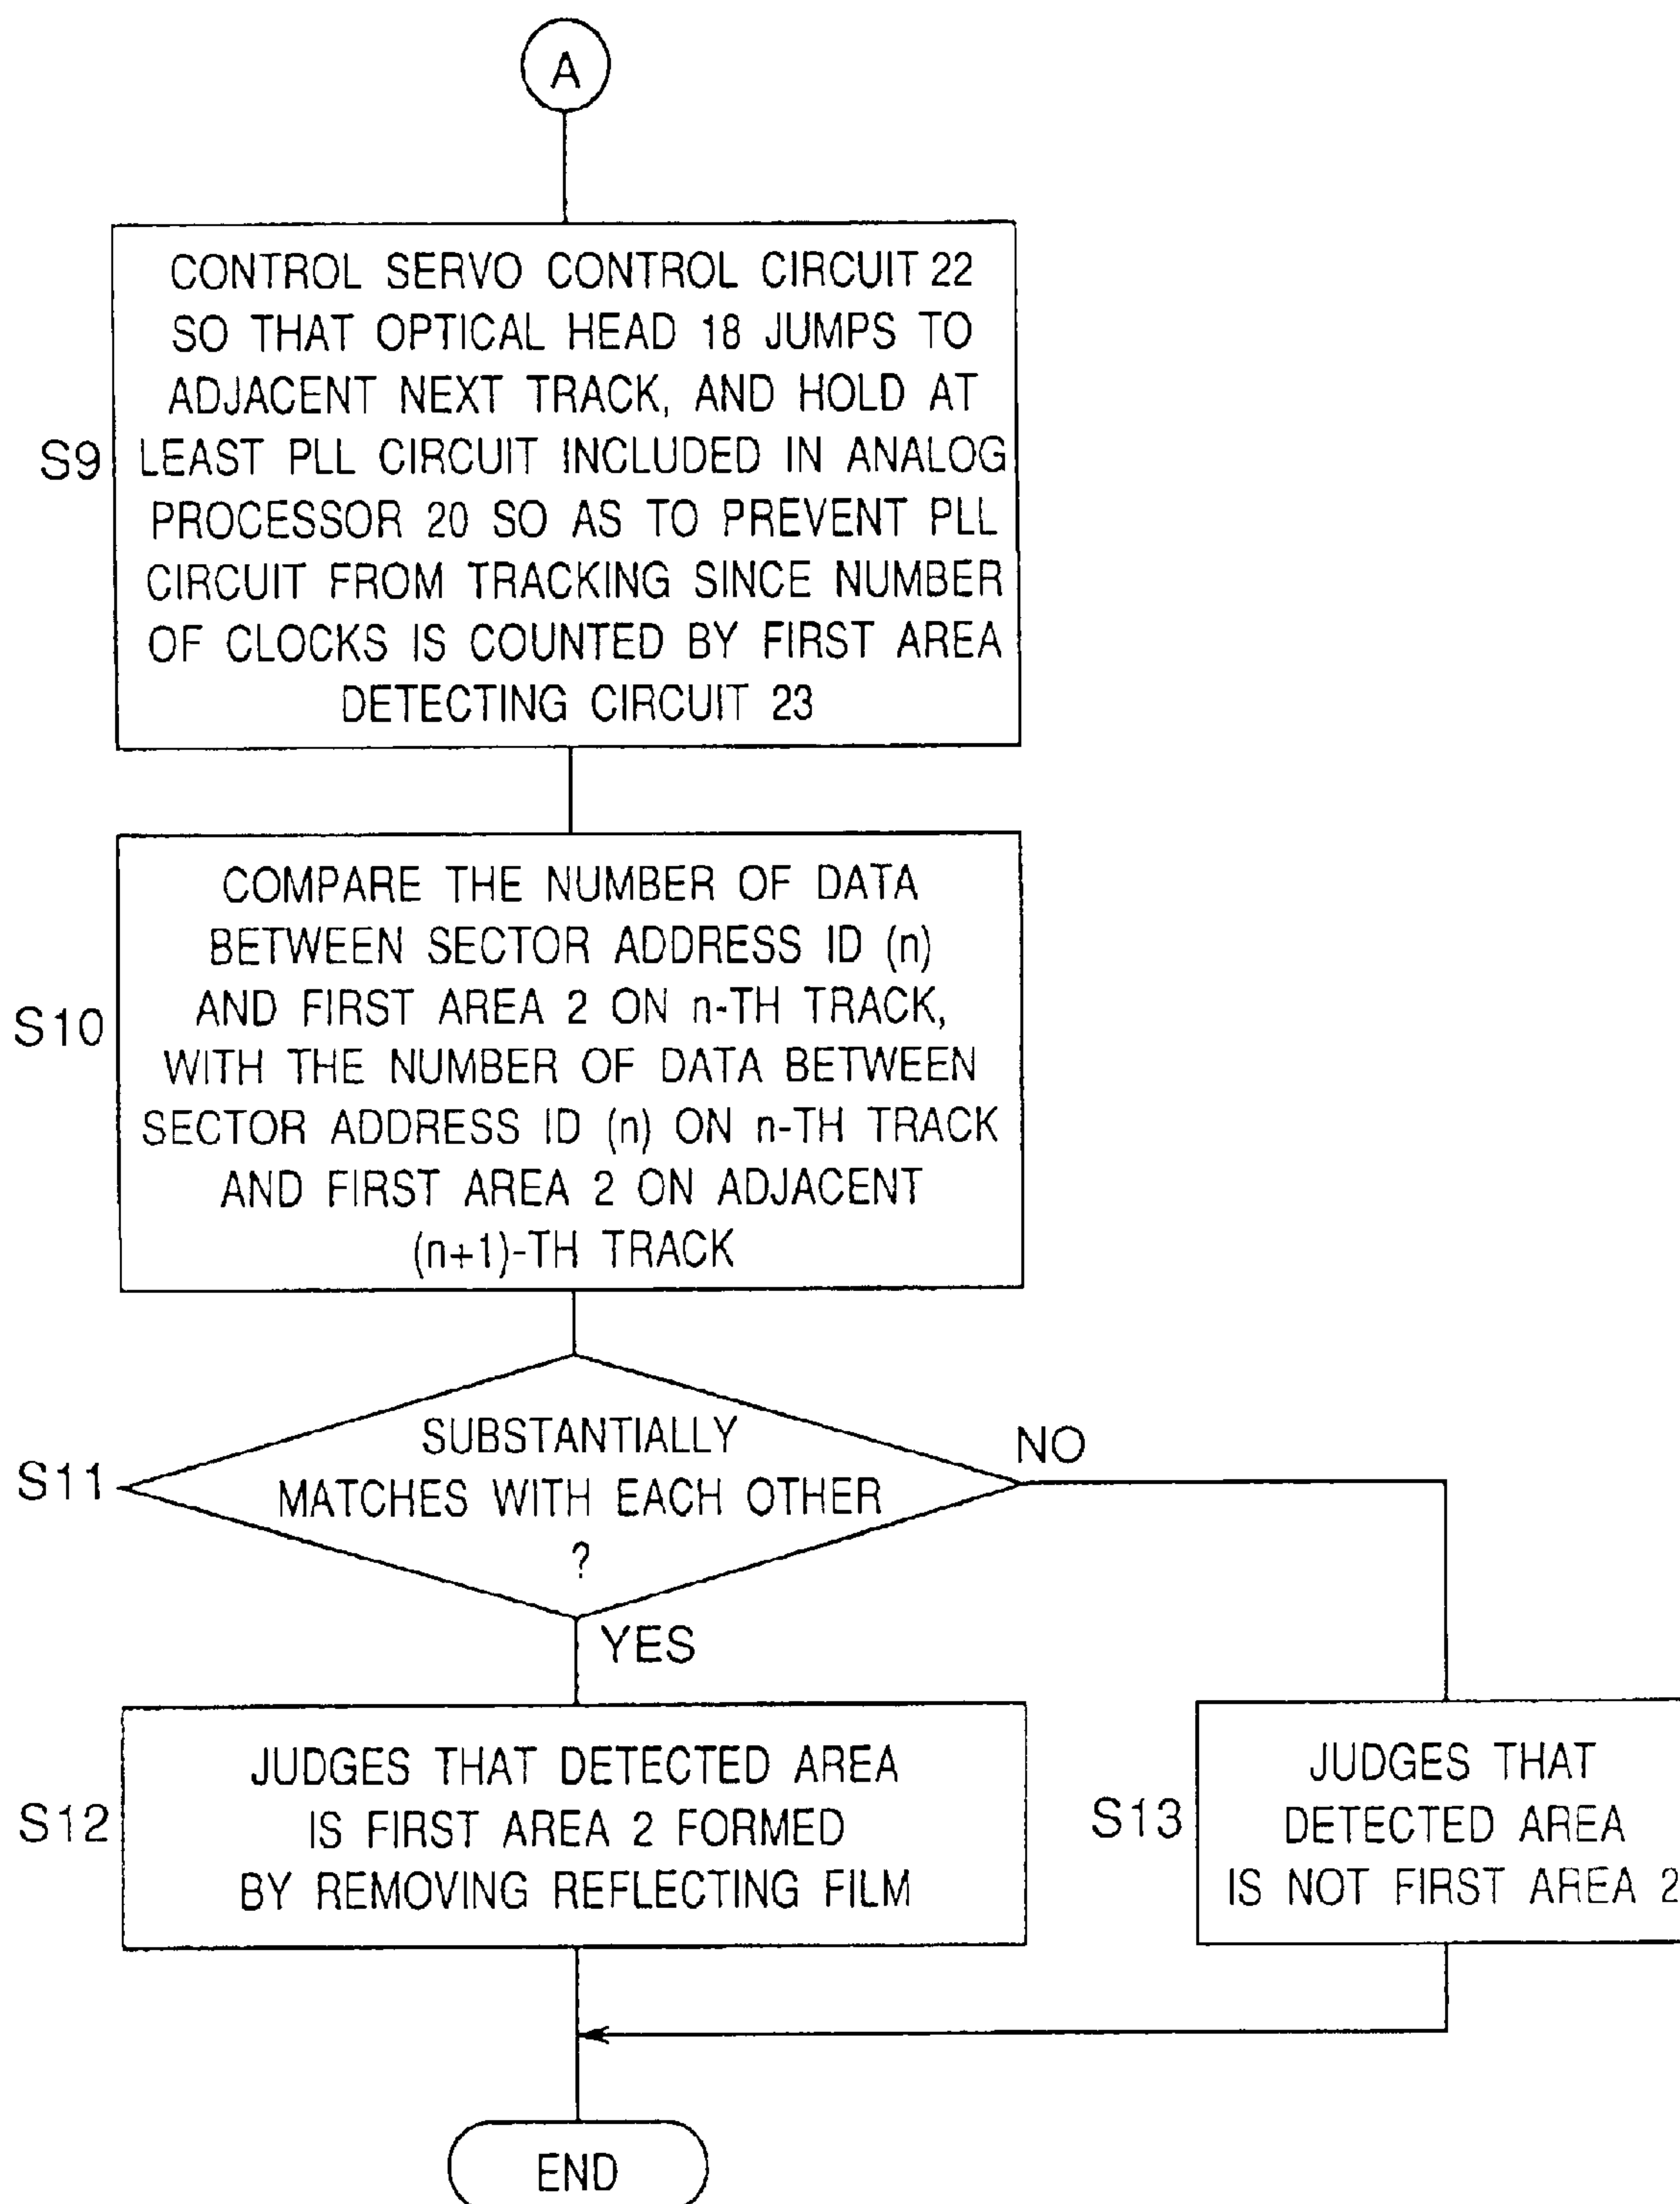 A
S9
CONTROL SERVO CONTROL CIRCUIT 22
SO THAT OPTICAL HEAD 18 JUMPS TO
ADJACENT NEXT TRACK, AND HOLD AT
LEAST PLL CIRCUIT INCLUDED IN ANALOG
PROCESSOR 20 SO AS TO PREVENT PLL
CIRCUIT FROM TRACKING SINCE NUMBER
OF CLOCKS IS COUNTED BY FIRST AREA
DETECTING CIRCUIT 23
S10
COMPARE THE NUMBER OF DATA
BETWEEN SECTOR ADDRESS ID (n)
AND FIRST AREA 2 ON n-TH TRACK,
WITH THE NUMBER OF DATA BETWEEN
SECTOR ADDRESS ID (n) ON n-TH TRACK
AND FIRST AREA 2 ON ADJACENT
(n+1)-TH TRACK
S11
SUBSTANTIALLY
MATCHES WITH EACH OTHER
?
NO
YES
S12
JUDGES THAT DETECTED AREA
IS FIRST AREA 2 FORMED
BY REMOVING REFLECTING FILM
S13
JUDGES THAT
DETECTED AREA
IS NOT FIRST AREA 2
END